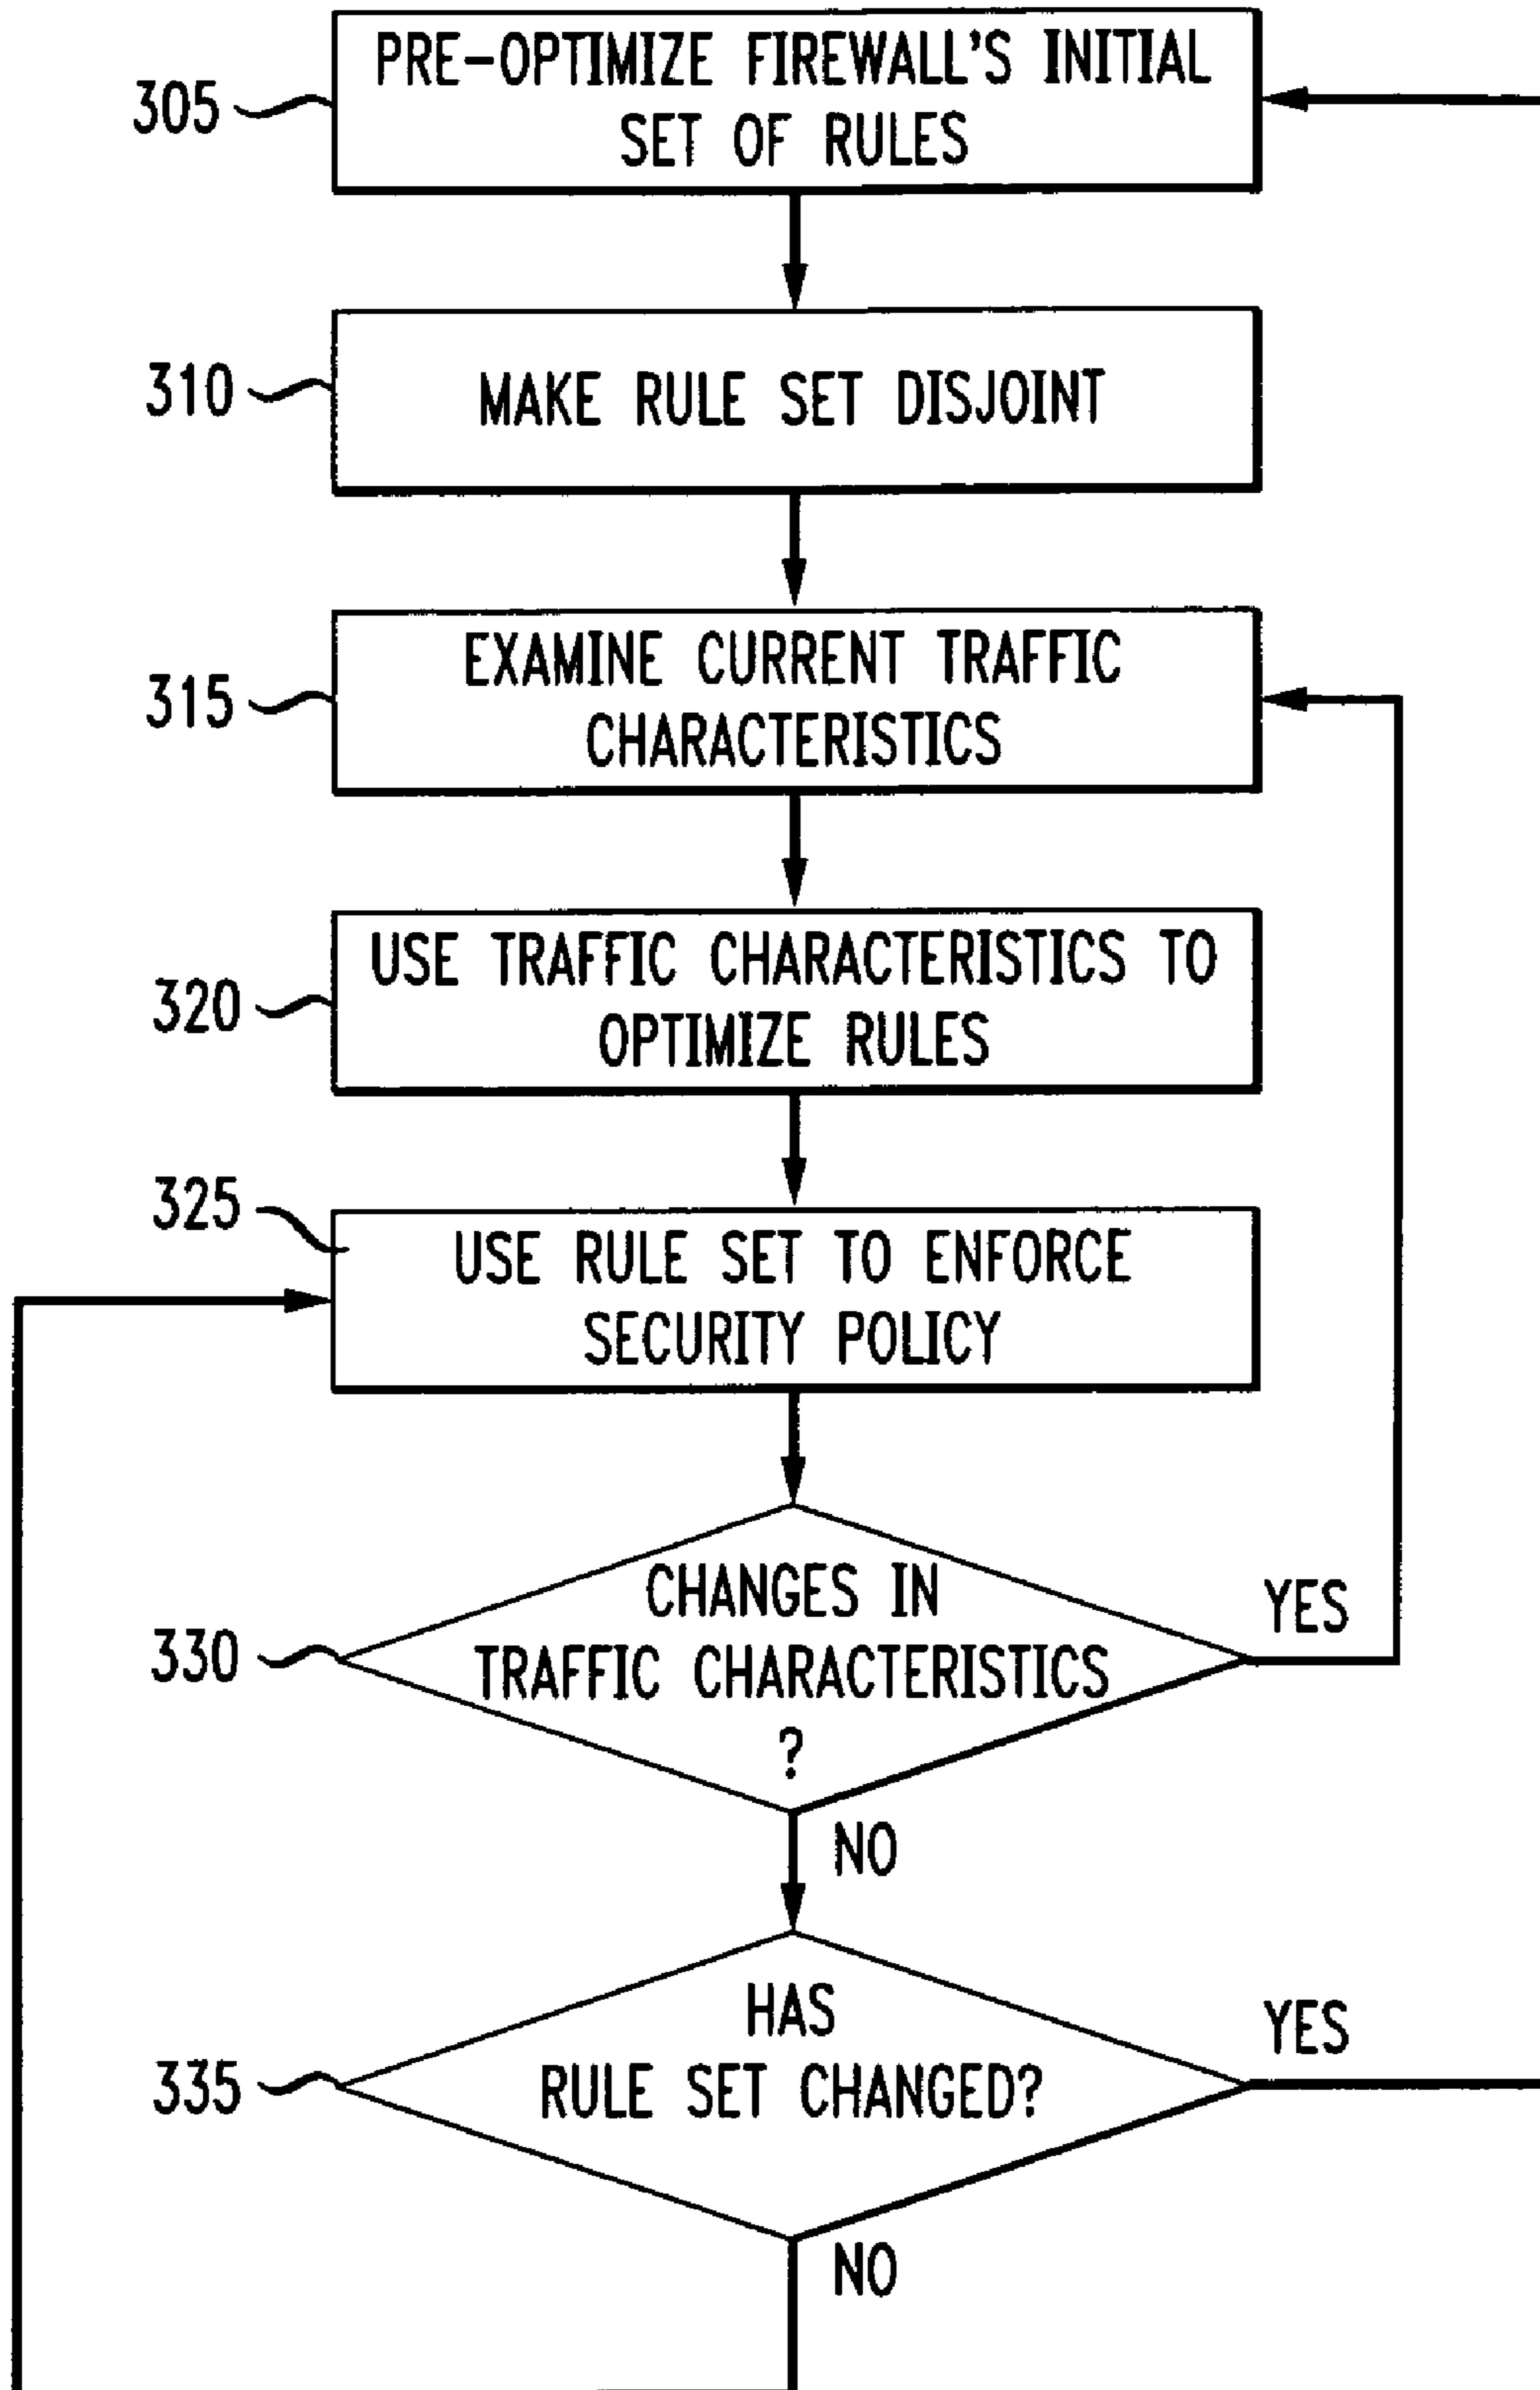 PRE-OPTIMIZE FIREWALL'S INITIAL
SET OF RULES
305
MAKE RULE SET DISJOINT
310
EXAMINE CURRENT TRAFFIC
CHARACTERISTICS
315
USE TRAFFIC CHARACTERISTICS TO
OPTIMIZE RULES
320
325
USE RULE SET TO ENFORCE
SECURITY POLICY
CHANGES IN
TRAFFIC CHARACTERISTICS
?
330
YES
NO
HAS
RULE SET CHANGED?
335
YES
NO